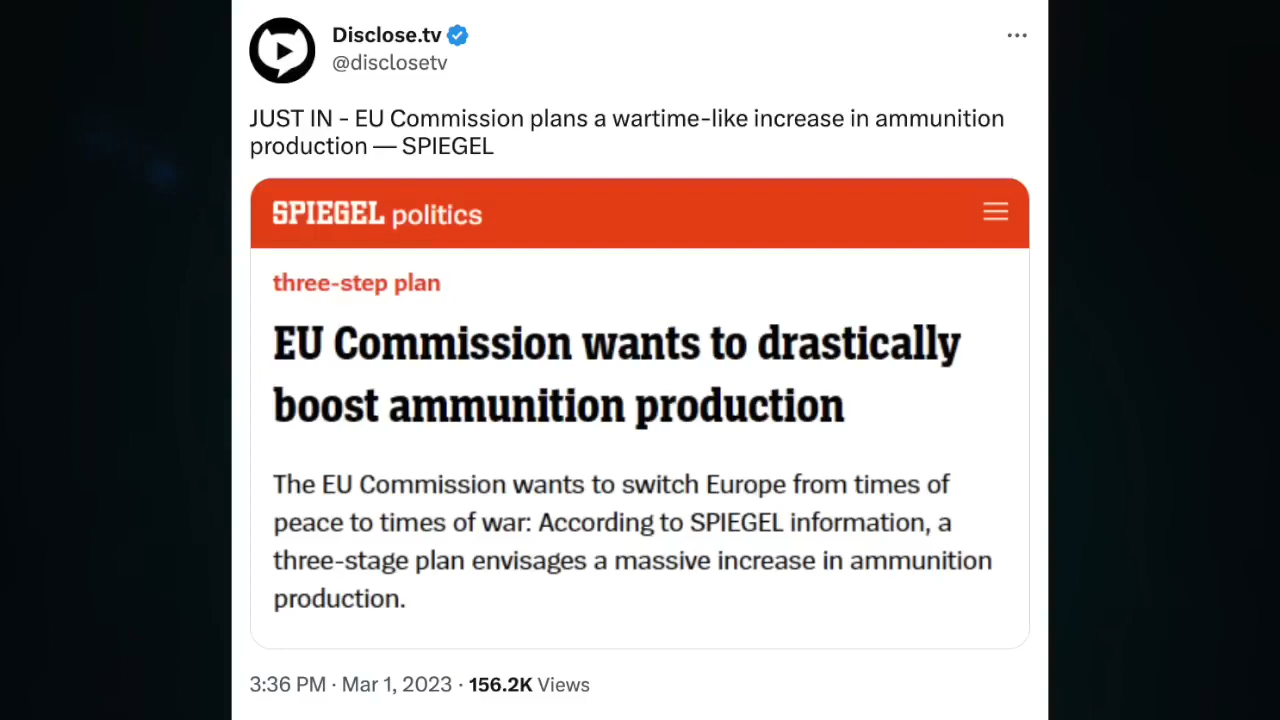 Disclose.tv
@disclosetv
JUST IN - EU Commission plans a wartime-like increase in ammunition
production — SPIEGEL
SPIEGEL politics
three-step plan
EU Commission wants to drastically
boost ammunition production
The EU Commission wants to switch Europe from times of
peace to times of war: According to SPIEGEL information, a
three-stage plan envisages a massive increase in ammunition
production.
3:36 PM · Mar 1, 2023 · 156.2K Views